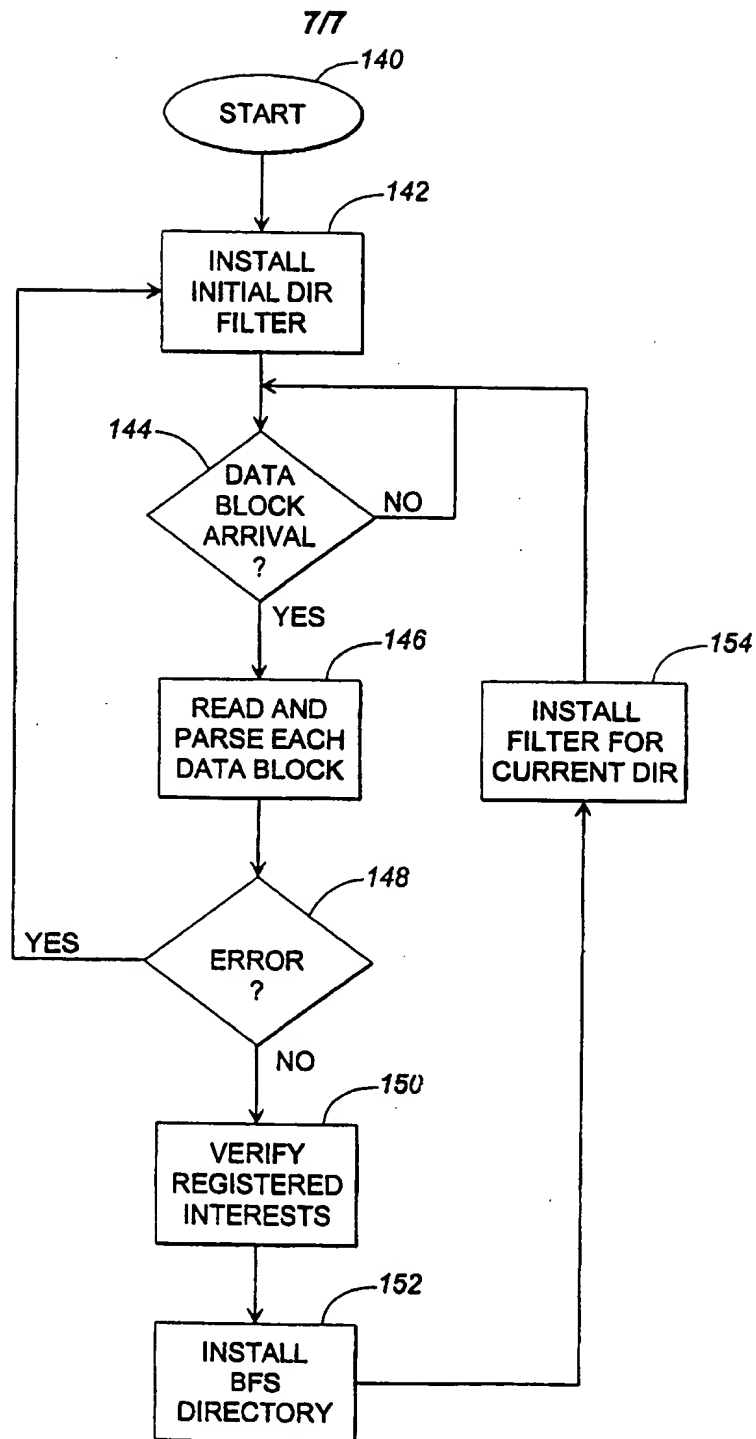 7/7
140
START
142
INSTALL
INITIAL DIR
FILTER
144
DATA
BLOCK
ARRIVAL
?
NO
YES
146
READ AND
PARSE EACH
DATA BLOCK
154
INSTALL
FILTER FOR
CURRENT DIR
148
YES
ERROR
?
NO
150
VERIFY
REGISTERED
INTERESTS
152
INSTALL
BFS
DIRECTORY